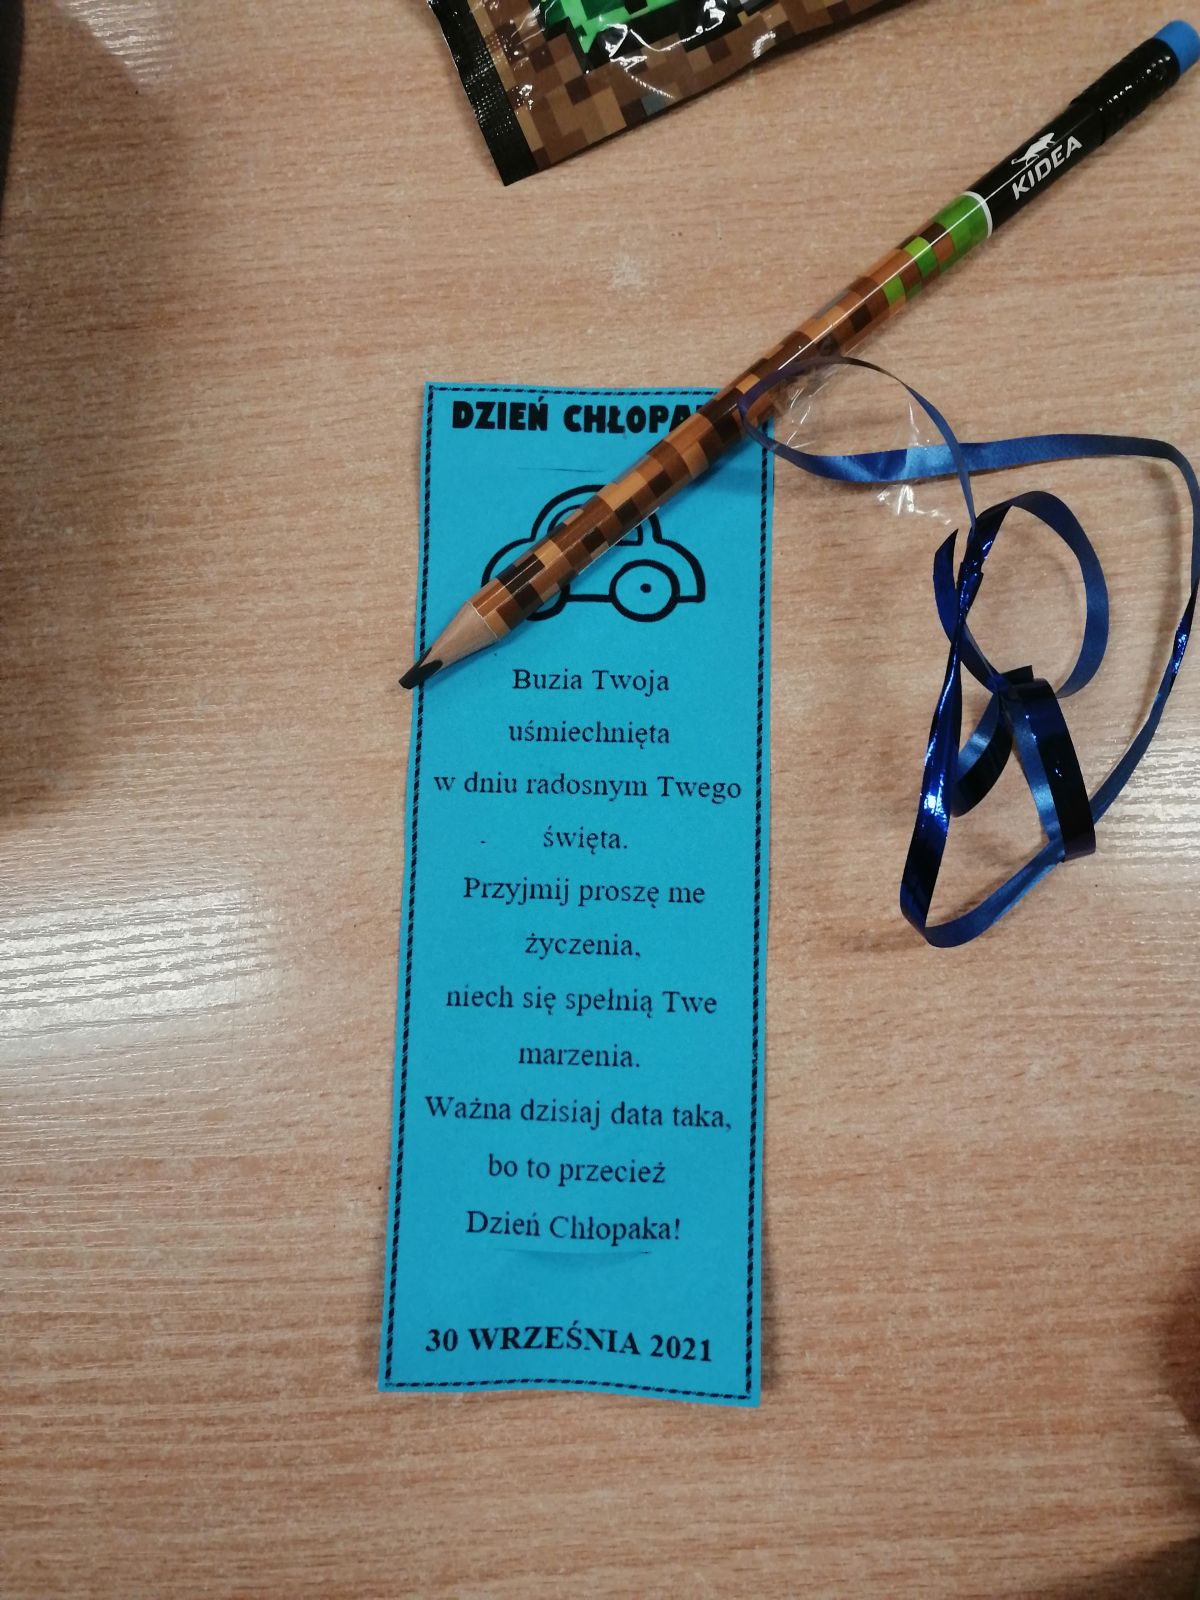 KIDEA
DZIEŃ
Buzia Twoja
uśmiechnięta
w dniu radosnym Twego
święta.
Przyjmij proszę me
życzenia,
niech się spełnią Twe
marzenia.
Ważna dzisiaj data taka,
bo to przecież
Dzień Chłopaka!
30 WRZEŚNIA 2021